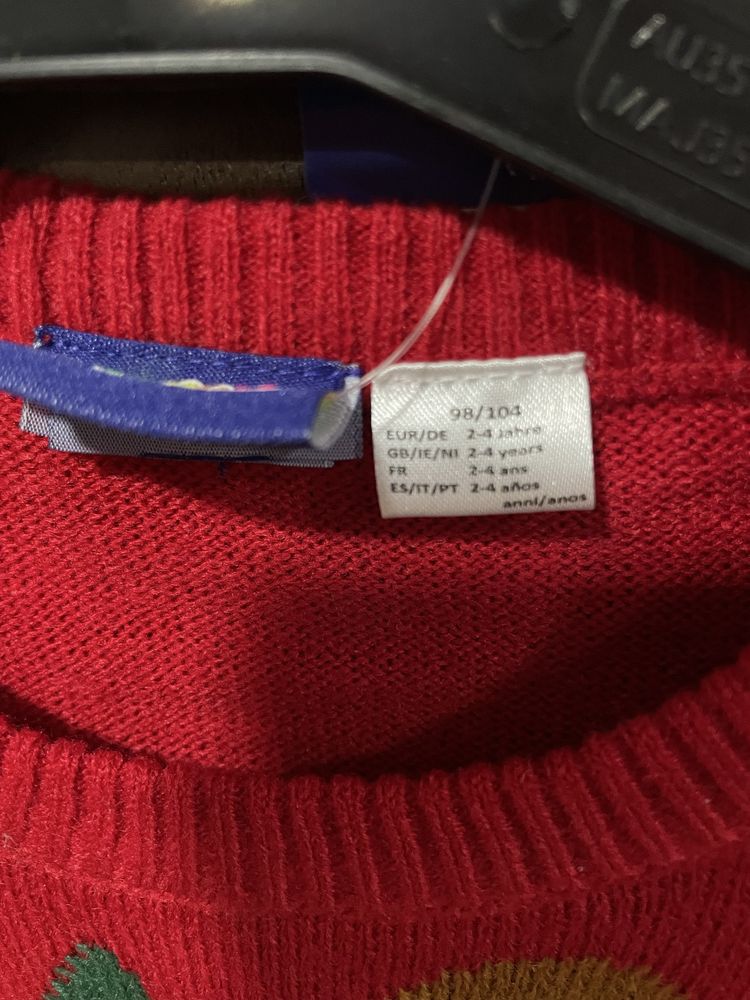 98/104
EUR/DE 2-4 Jahre
GB/IE/NI 2-4 years
FR 2-4 ans
ES/IT/PT 2-4 años
anni/anos